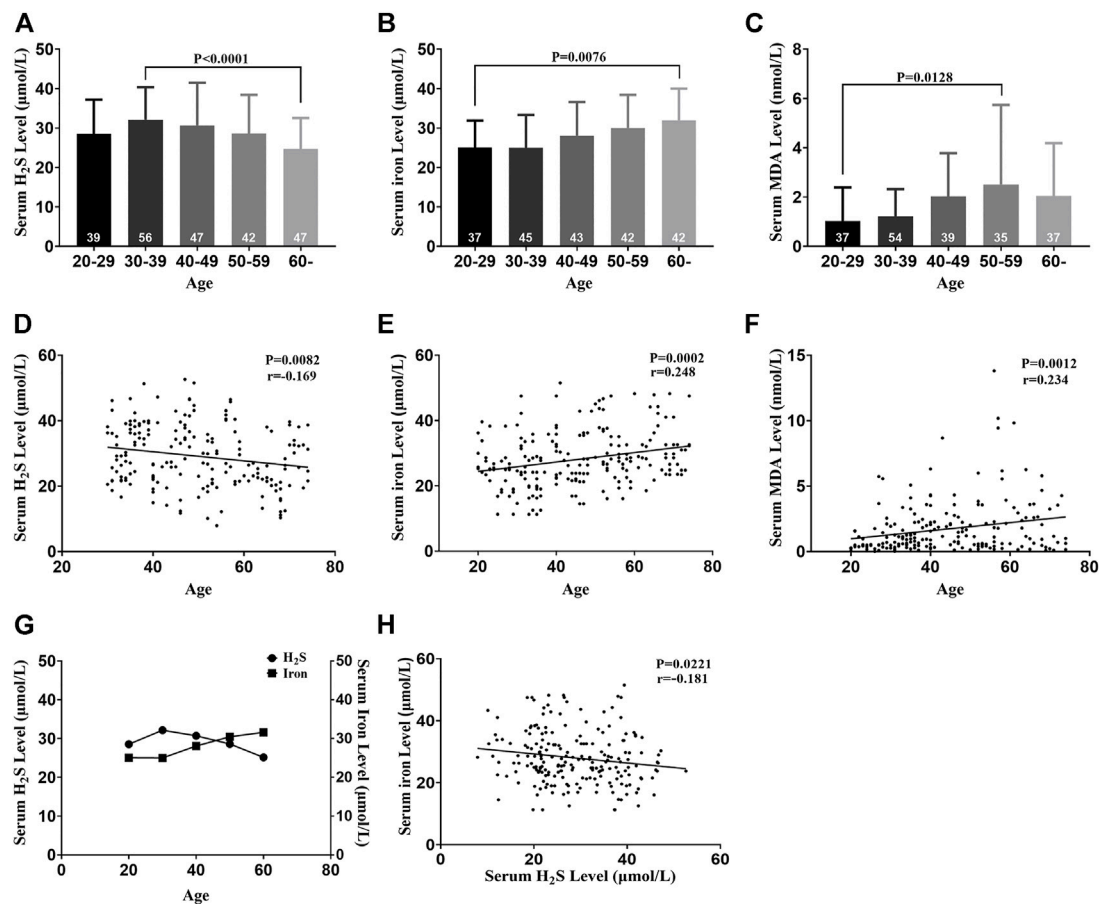 A
Serum H₂S Level (μmol/L)
50
40
30
20
10
0
P<0.0001
39
56
47
42
47
20-29
30-39
40-49
50-59
60-
Age
B
Serum iron Level (μmol/L)
50
40
30
20
10
0
P=0.0076
37
45
43
42
42
20-29
30-39
40-49
50-59
60-
Age
C
Serum MDA Level (nmol/L)
8
6
4
2
0
P=0.0128
37
54
39
35
37
20-29
30-39
40-49
50-59
60-
Age
D
Serum H₂S Level (μmol/L)
60
40
20
0
P=0.0082
r=-0.169
20
40
60
80
Age
E
Serum iron Level (μmol/L)
60
40
20
0
P=0.0002
r=0.248
0
20
40
60
80
100
Age
F
Serum MDA Level (nmol/L)
15
10
5
0
P=0.0012
r=0.234
20
40
60
80
Age
G
Serum H₂S Level (μmol/L)
50
40
30
20
10
0
H₂S
Iron
50
40
30
20
10
0
Serum Iron Level (μmol/L)
0
20
40
60
80
Age
H
Serum iron Level (μmol/L)
60
40
20
0
P=0.0221
r=-0.181
0
20
40
60
Serum H₂S Level (μmol/L)